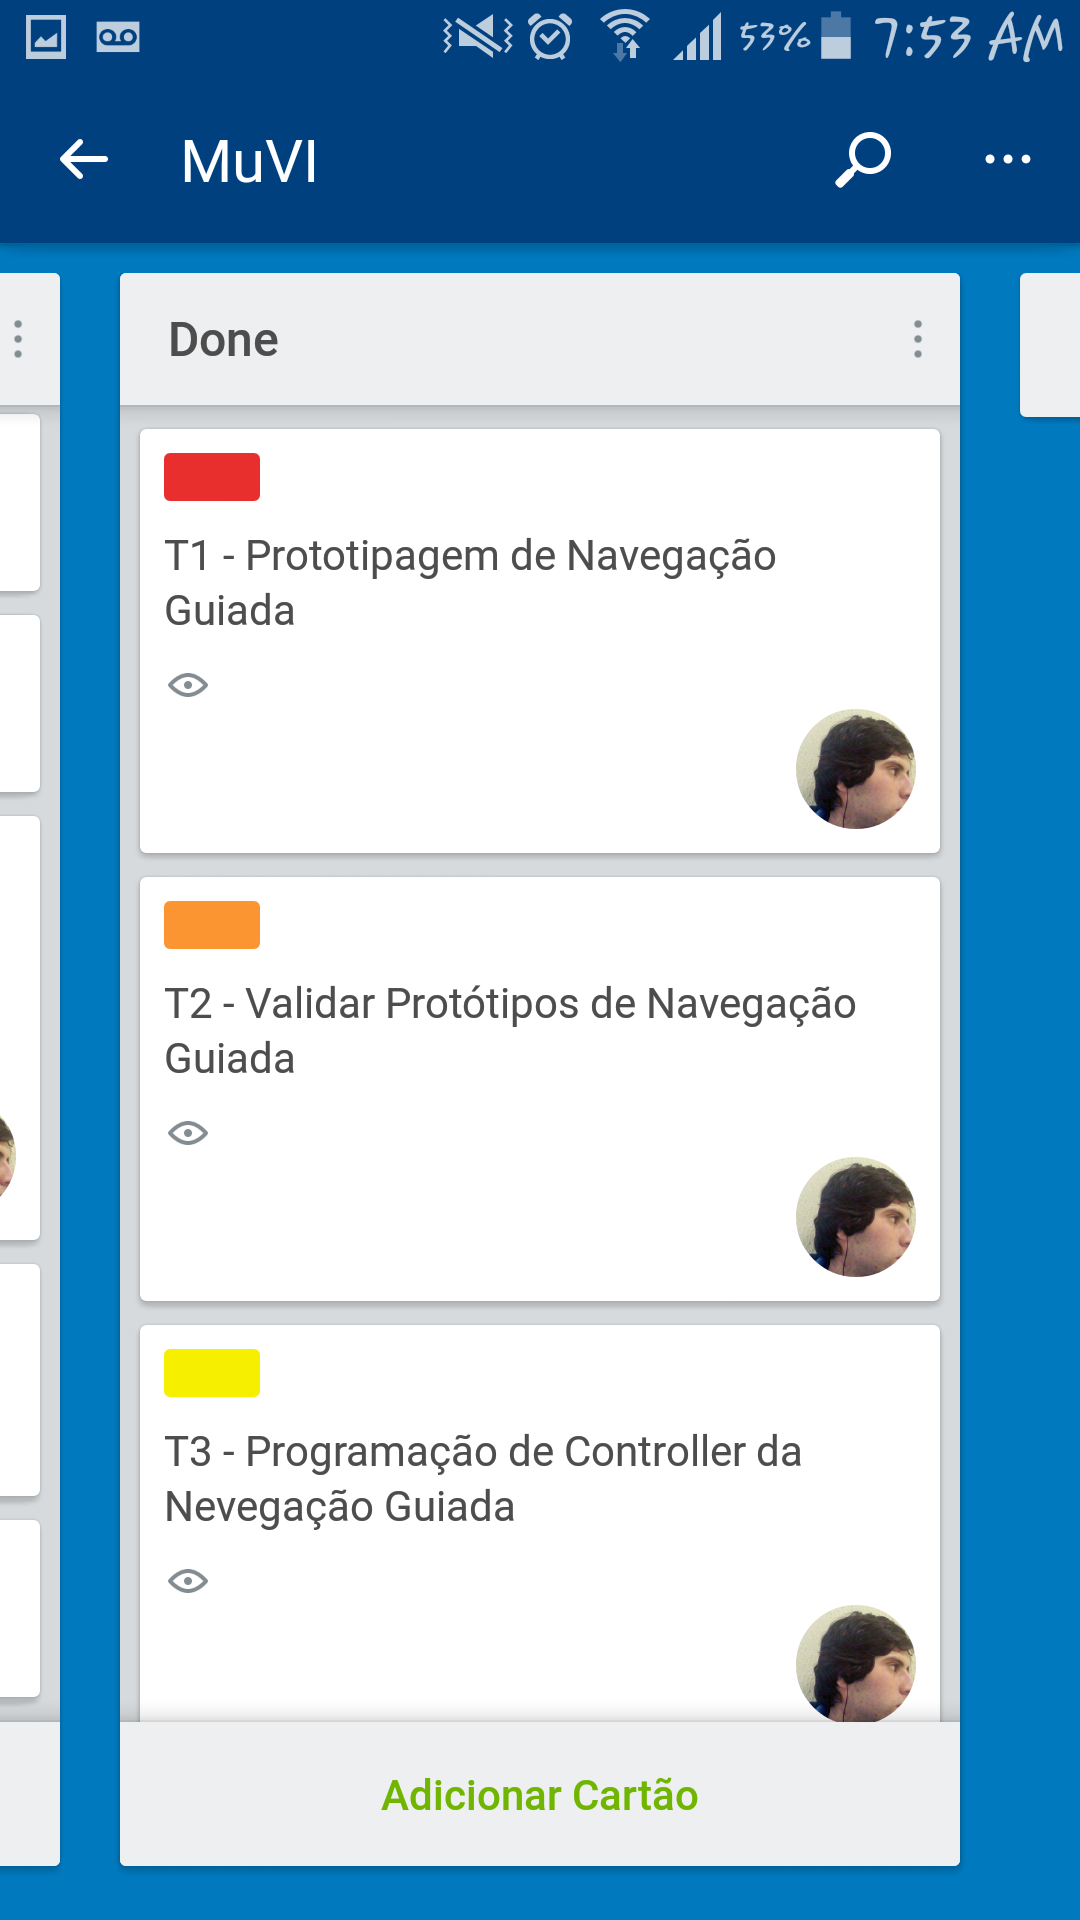 53% 7:53 AM
MuVI
Done
T1 - Prototipagem de Navegação
Guiada
T2 - Validar Protótipos de Navegação
Guiada
T3 - Programação de Controller da
Nevegação Guiada
Adicionar Cartão